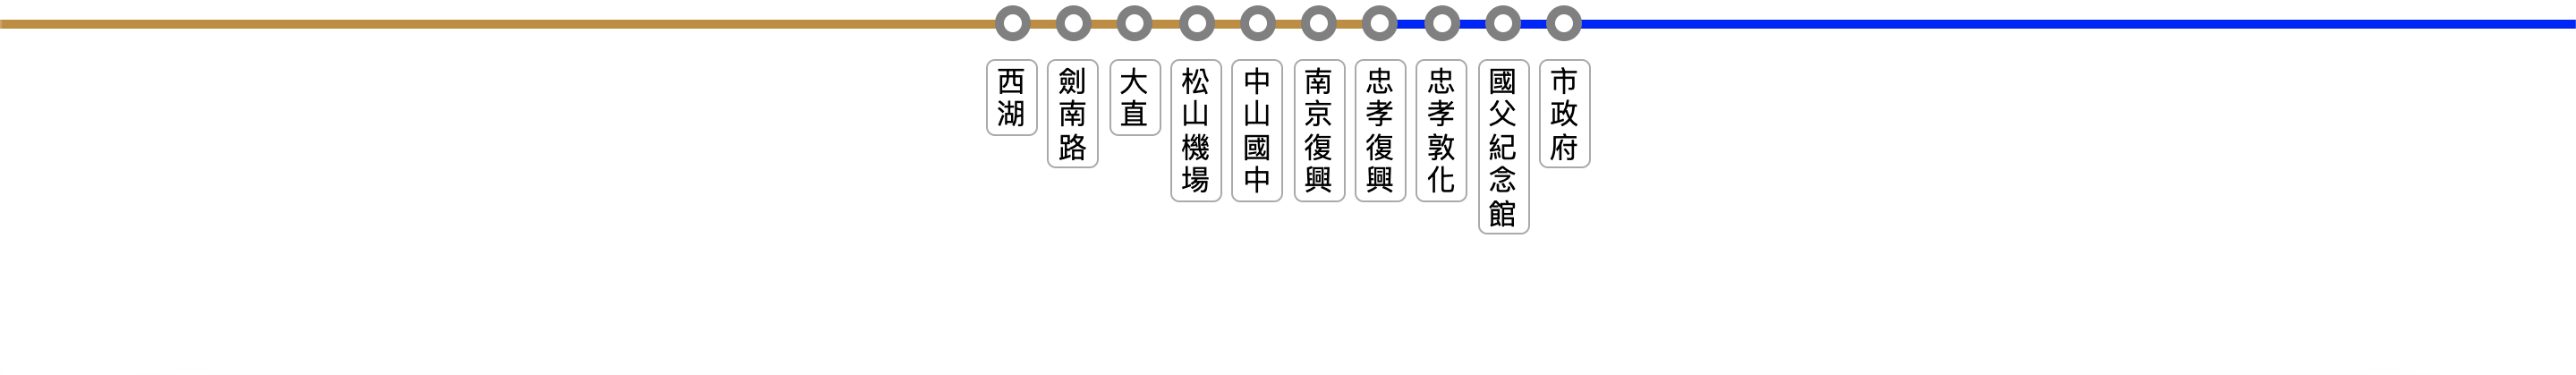 西湖
劍南路
大直
松山機場
中山國中
南京復興
忠孝復興
忠孝敦化
國父紀念館
市政府